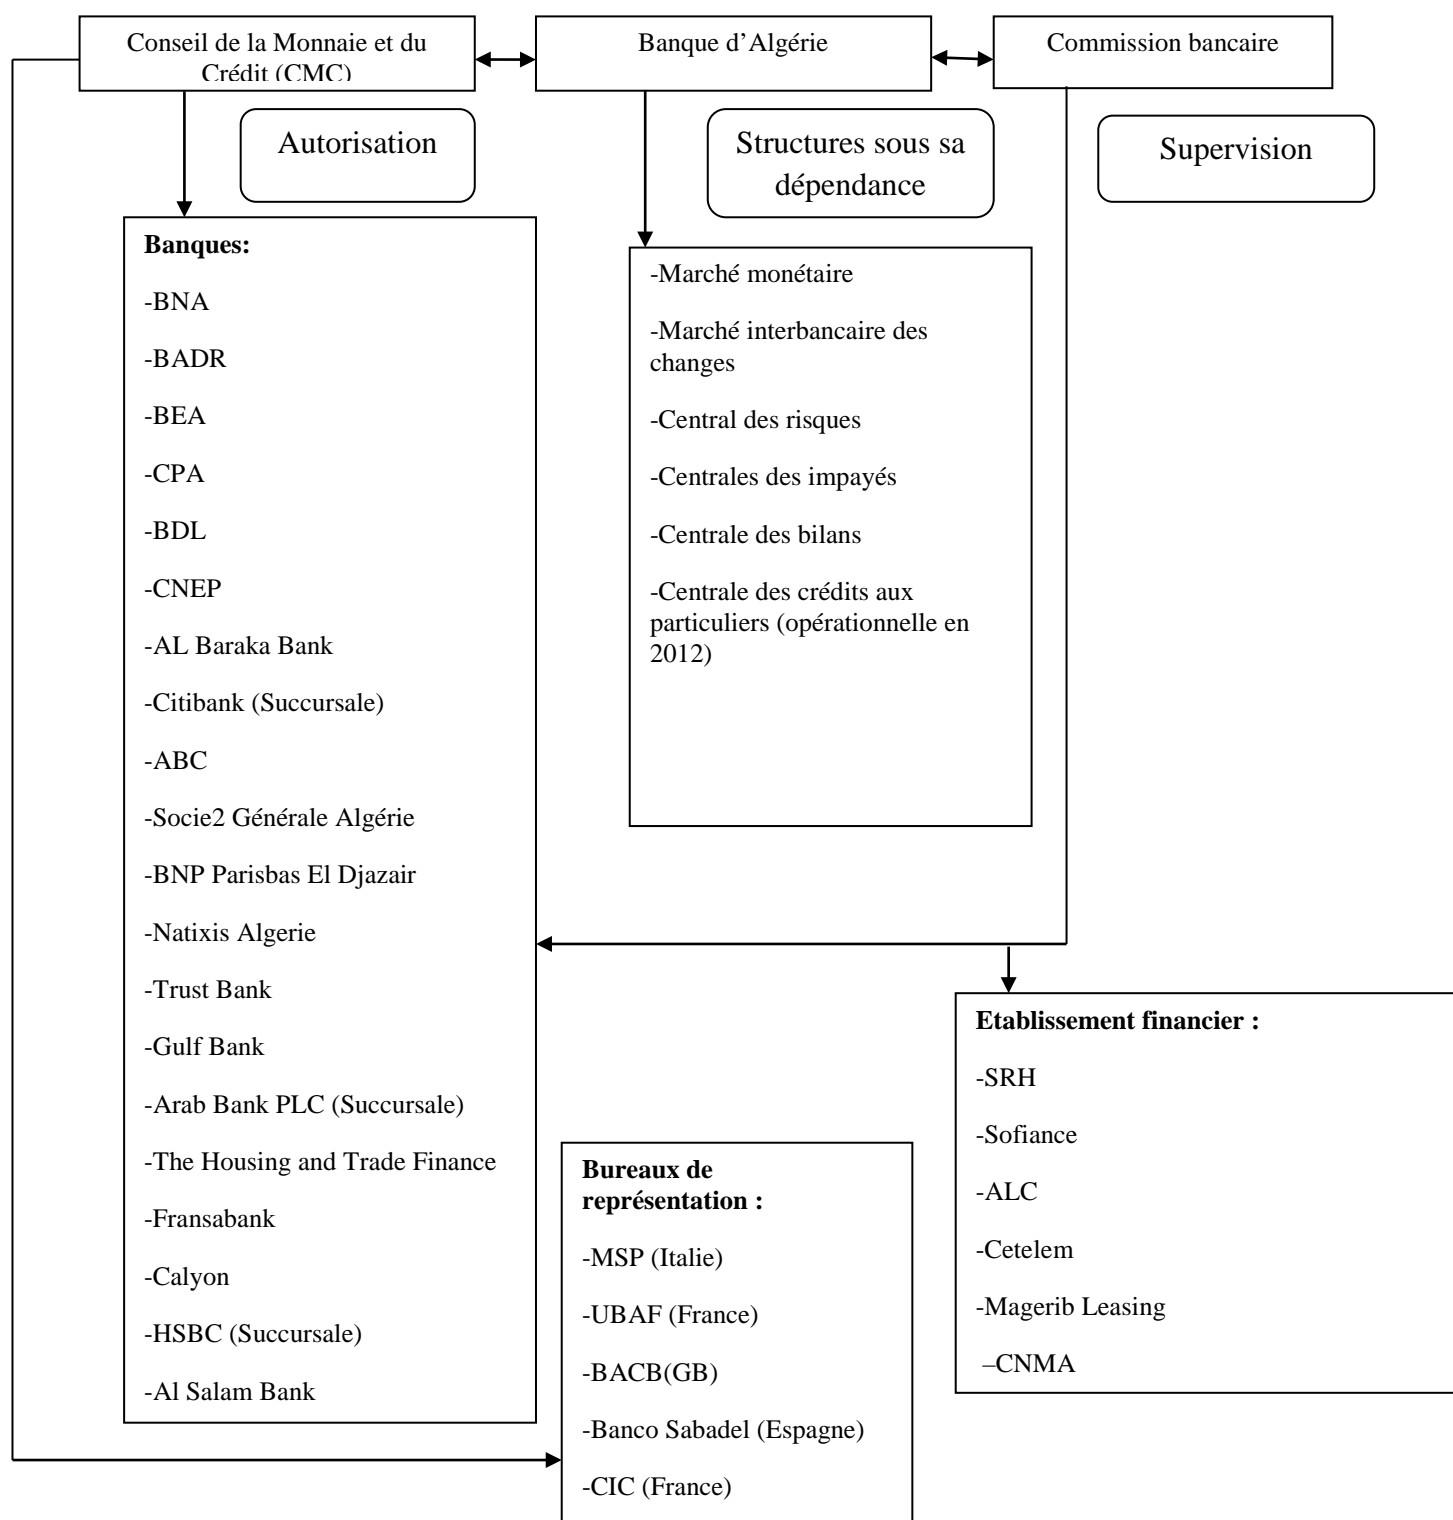 Conseil de la Monnaie et du
Crédit (CMC)
Banque d’Algérie
Commission bancaire
Autorisation
Structures sous sa
dépendance
Supervision
Banques:
-BNA
-BADR
-BEA
-CPA
-BDL
-CNEP
-AL Baraka Bank
-Citibank (Succursale)
-ABC
-Socie2 Générale Algérie
-BNP Parisbas El Djazair
-Natixis Algerie
-Trust Bank
-Gulf Bank
-Arab Bank PLC (Succursale)
-The Housing and Trade Finance
-Fransabank
-Calyon
-HSBC (Succursale)
-Al Salam Bank
-Marché monétaire
-Marché interbancaire des
changes
-Central des risques
-Centrales des impayés
-Centrale des bilans
-Centrale des crédits aux
particuliers (opérationnelle en
2012)
Bureaux de
représentation :
-MSP (Italie)
-UBAF (France)
-BACB(GB)
-Banco Sabadel (Espagne)
-CIC (France)
Etablissement financier :
-SRH
-Sofiance
-ALC
-Cetelem
-Magerib Leasing
–CNMA